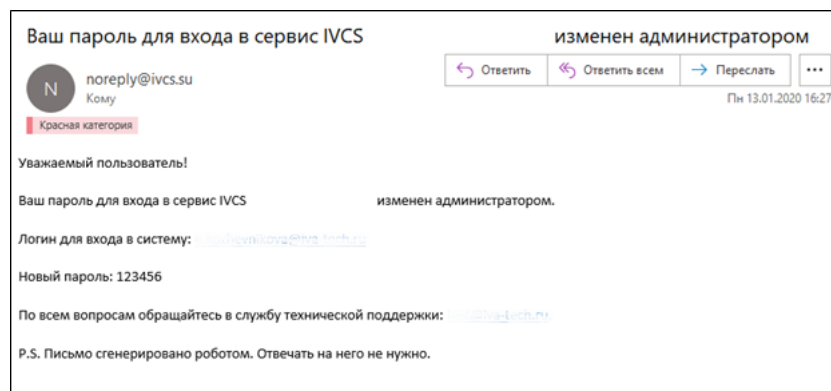 Ваш пароль для входа в сервис IVCS изменен администратором
N
noreply@ivcs.su
Кому
Ответить Ответить всем Переслать ...
Пн 13.01.2020 16:27
Красная категория
Уважаемый пользователь!
Ваш пароль для входа в сервис IVCS изменен администратором.
Логин для входа в систему:
Новый пароль: 123456
По всем вопросам обращайтесь в службу технической поддержки:
P.S. Письмо сгенерировано роботом. Отвечать на него не нужно.